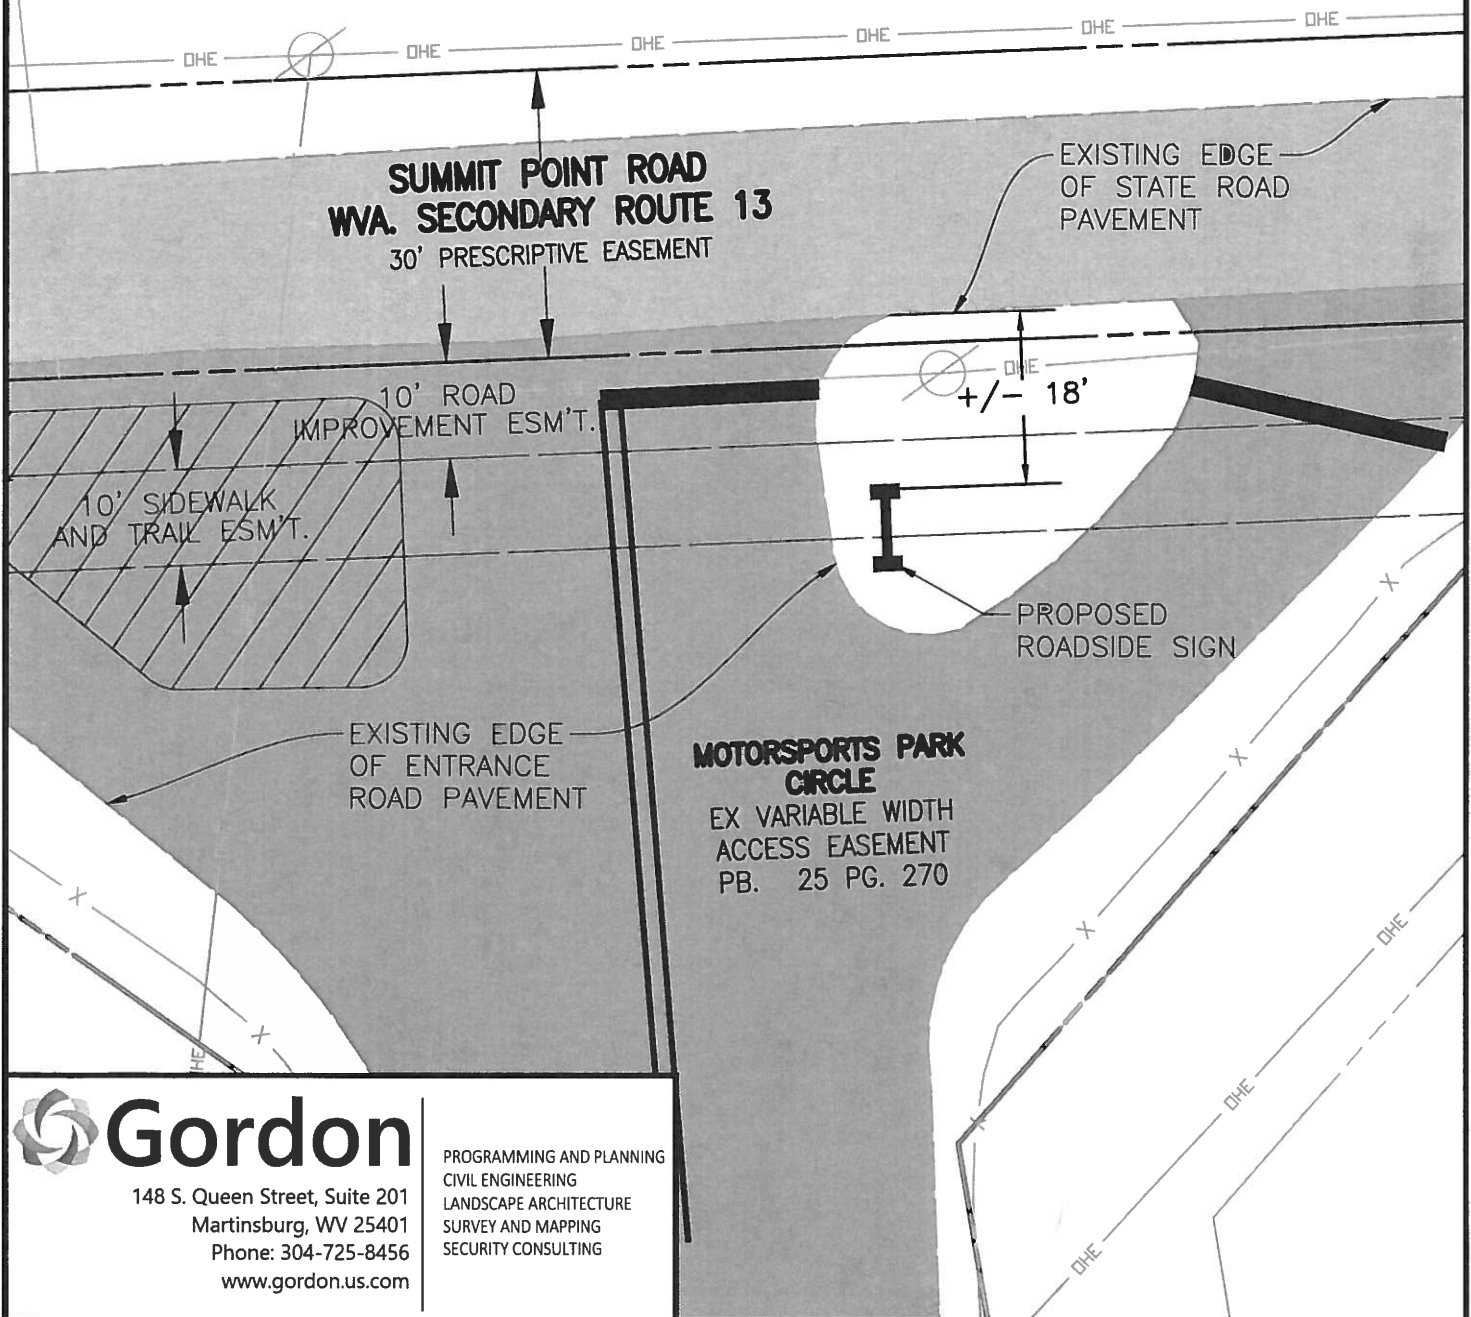 OHE OHE OHE OHE OHE OHE
SUMMIT POINT ROAD
WVA. SECONDARY ROUTE 13
30' PRESCRIPTIVE EASEMENT
EXISTING EDGE
OF STATE ROAD
PAVEMENT
OHE
+/- 18'
10' ROAD
IMPROVEMENT ESM'T.
10' SIDEWALK
AND TRAIL ESM'T.
PROPOSED
ROADSIDE SIGN
EXISTING EDGE
OF ENTRANCE
ROAD PAVEMENT
MOTORSPORTS PARK
CIRCLE
EX VARIABLE WIDTH
ACCESS EASEMENT
PB. 25 PG. 270
X
X
X
X
X
X
OHE
OHE
OHE
HE
Gordon
148 S. Queen Street, Suite 201
Martinsburg, WV 25401
Phone: 304-725-8456
www.gordon.us.com
PROGRAMMING AND PLANNING
CIVIL ENGINEERING
LANDSCAPE ARCHITECTURE
SURVEY AND MAPPING
SECURITY CONSULTING